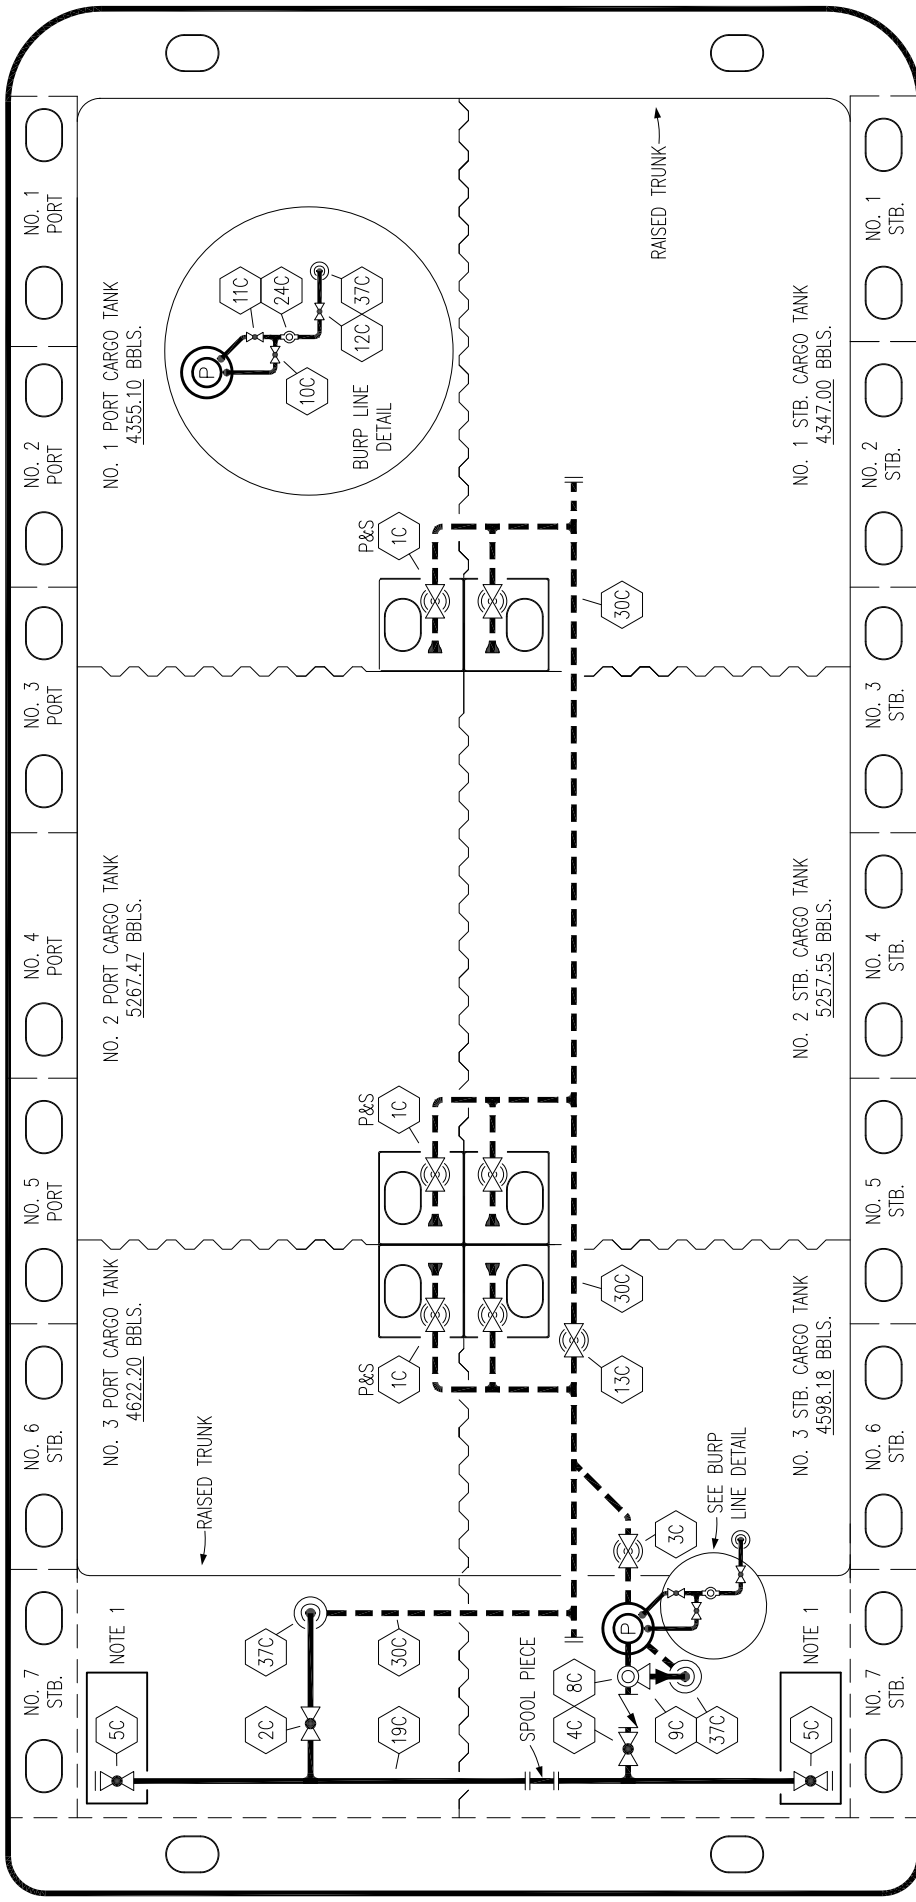 NO. 7
STB.
NO. 6
STB.
NO. 5
PORT
NO. 4
PORT
NO. 3
PORT
NO. 2
PORT
NO. 1
PORT
NOTE 1
5C
RAISED TRUNK
NO. 3 PORT CARGO TANK
4622.20 BBLS.
NO. 2 PORT CARGO TANK
5267.47 BBLS.
NO. 1 PORT CARGO TANK
4355.10 BBLS.
P
11C
24C
10C
12C
37C
BURP LINE
DETAIL
37C
2C
30C
19C
P&S
1C
P&S
1C
P&S
1C
SPOOL PIECE
30C
30C
13C
3C
P
8C
4C
9C
37C
SEE BURP
LINE DETAIL
RAISED TRUNK
NOTE 1
5C
NO. 3 STB. CARGO TANK
4598.18 BBLS.
NO. 2 STB. CARGO TANK
5257.55 BBLS.
NO. 1 STB. CARGO TANK
4347.00 BBLS.
NO. 7
STB.
NO. 6
STB.
NO. 5
STB.
NO. 4
STB.
NO. 3
STB.
NO. 2
STB.
NO. 1
STB.